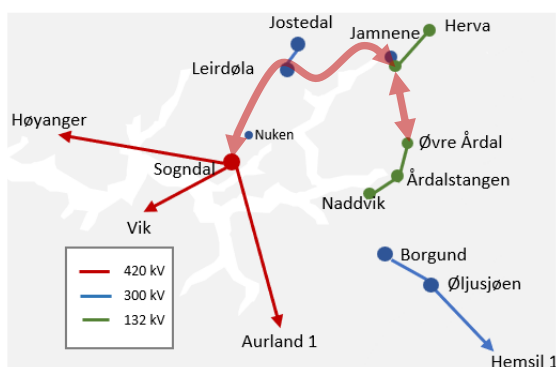 Jostedal
Herva
Jamnene
Leirdøla
Høyanger
Nuken
Øvre Årdal
Sogndal
Årdalstangen
Naddvik
Vik
Borgund
Øljusjøen
420 kV
300 kV
132 kV
Aurland 1
Hemsil 1